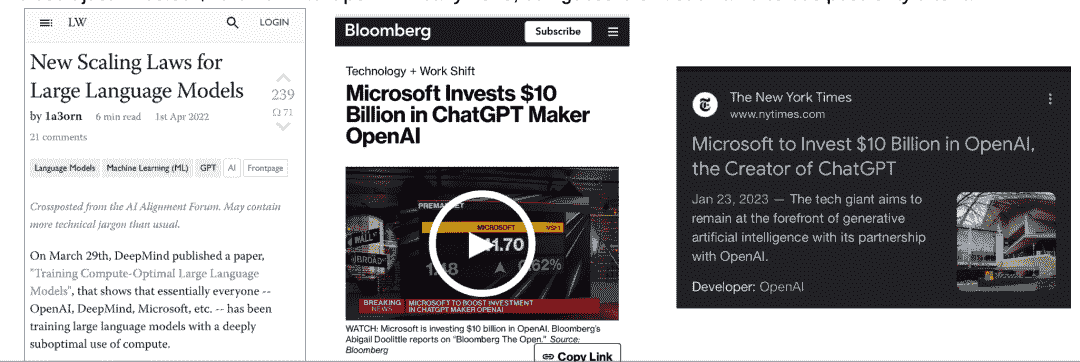 LW
LOGIN
New Scaling Laws for
Large Language Models
by 1a3orn 6 min read 1st Apr 2022
21 comments
239
Ω 71
Language Models Machine Learning (ML) GPT AI Frontpage
Crossposted from the AI Alignment Forum. May contain
more technical jargon than usual.
On March 29th, DeepMind published a paper,
"Training Compute-Optimal Large Language
Models", that shows that essentially everyone --
OpenAI, DeepMind, Microsoft, etc. -- has been
training large language models with a deeply
suboptimal use of compute.
Bloomberg
Subscribe
Technology + Work Shift
Microsoft Invests $10
Billion in ChatGPT Maker
OpenAI
PREMARKET
MICROSOFT
WALL
BROAD
BREAKING
NEWS
MICROSOFT TO BOOST INVESTMENT
IN CHATGPT MAKER OPENAI
WATCH: Microsoft is investing $10 billion in OpenAI. Bloomberg's
Abigail Doolittle reports on "Bloomberg The Open." Source:
Bloomberg
Copy Link
The New York Times
www.nytimes.com
Microsoft to Invest $10 Billion in OpenAI,
the Creator of ChatGPT
Jan 23, 2023 — The tech giant aims to
remain at the forefront of generative
artificial intelligence with its partnership
with OpenAI.
Developer: OpenAI